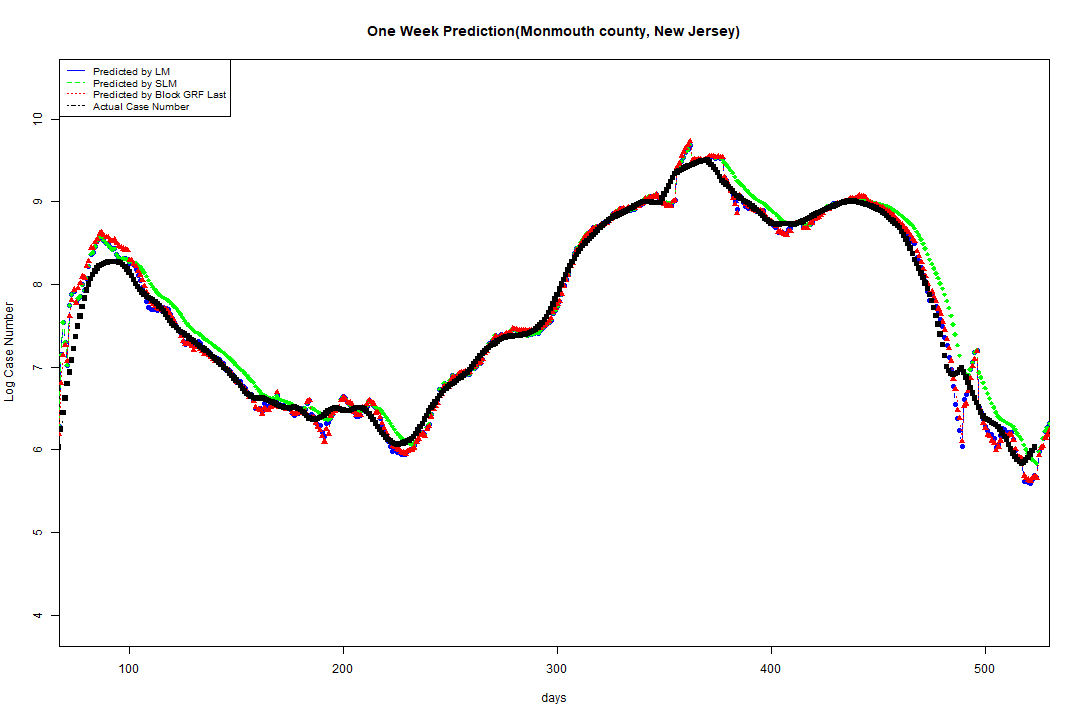 One Week Prediction(Monmouth county, New Jersey)
Predicted by LM
Predicted by SLM
Predicted by Block GRF Last
Actual Case Number
Log Case Number
10
9
8
7
6
5
4
100 200 300 400 500
days